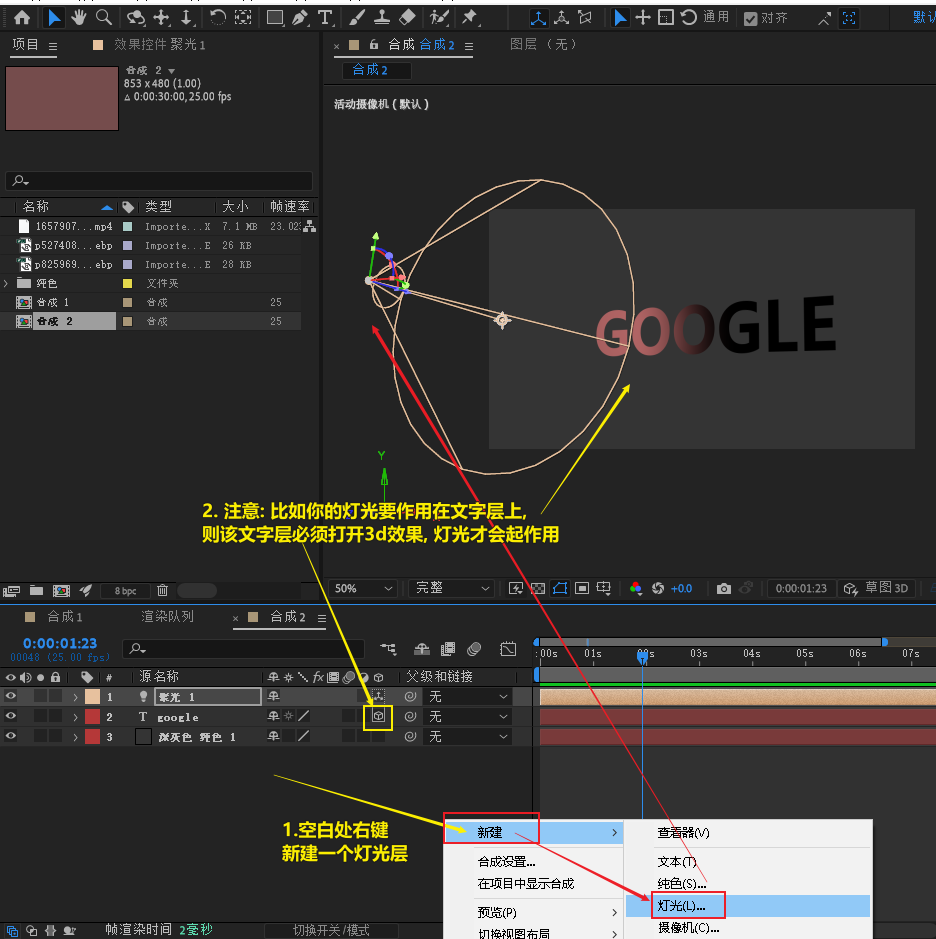 通用
对齐
默认
项目
效果控件 聚光 1
合成 合成 2
图层 （无）
合成 2
合成 2
853 x 480 (1.00)
Δ 0:00:30:00,25.00 fps
活动摄像机 ( 默认 )
名称 类型 大小 帧速率
1657907...mp4 Importe...X 7.1 MB 23.02
p527408...ebp Importe...E 26 KB
p825969...ebp Importe...E 28 KB
纯色 文件夹
合成 1 合成 25
合成 2 合成 25
GOOGLE
Y
2. 注意: 比如你的灯光要作用在文字层上,
则该文字层必须打开3d效果, 灯光才会起作用
8 bpc
50%
完整
+0.0
0:00:01:23
草图 3D
合成 1
渲染队列
合成 2
0:00:01:23
00048 (25.00 fps)
:00s 01s 02s 03s 04s 05s 06s 07s
# 源名称 fx 父级和链接
1 聚光 1 无
2 T google 无
3 深灰色 纯色 1 无
1.空白处右键
新建一个灯光层
新建
合成设置...
在项目中显示合成
预览(P)
切换视图布局
查看器(V)
文本(T)
纯色(S)...
灯光(L)...
摄像机(C)...
帧渲染时间 2毫秒
切换开关/模式